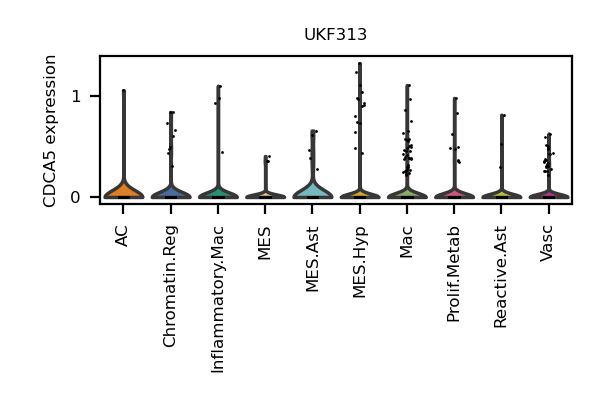 UKF313
CDCA5 expression
1
0
AC
Chromatin.Reg
Inflammatory.Mac
MES
MES.Ast
MES.Hyp
Mac
Prolif.Metab
Reactive.Ast
Vasc